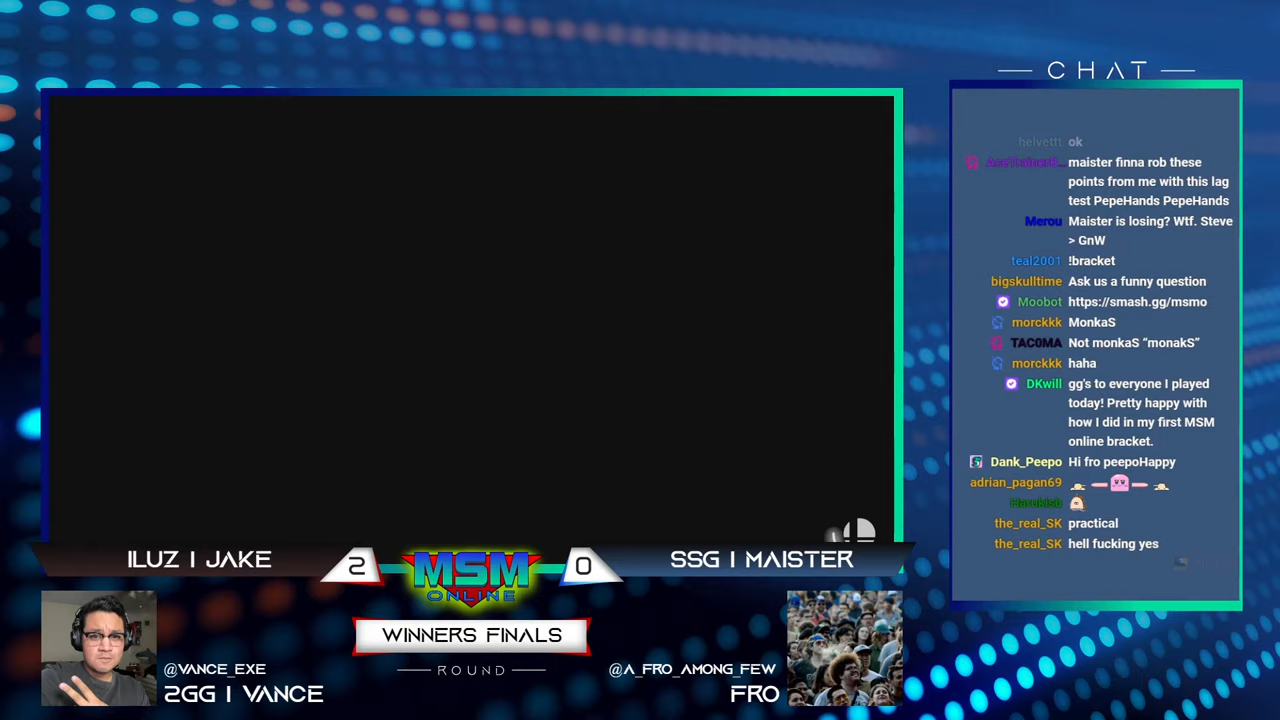 CHAT
helvettt ok
maister finna rob these
points from me with this lag
test PepeHands PepeHands
Merou Maister is losing? Wtf. Steve
> GnW
teal2001 !bracket
bigskulltime Ask us a funny question
Moobot https://smash.gg/msmo
morckkk MonkaS
TAC0MA Not monkaS “monakS”
morckkk haha
DKwill gg's to everyone I played
today! Pretty happy with
how I did in my first MSM
online bracket.
Dank_Peepo Hi fro peepoHappy
adrian_pagan69
the_real_SK practical
the_real_SK hell fucking yes
ILUZ | JAKE 2 MSM 0 SSG | MAISTER
ONLINE
WINNERS FINALS
ROUND
@VANCE_EXE
2GG | VANCE
@A_FRO_AMONG_FEW
FRO